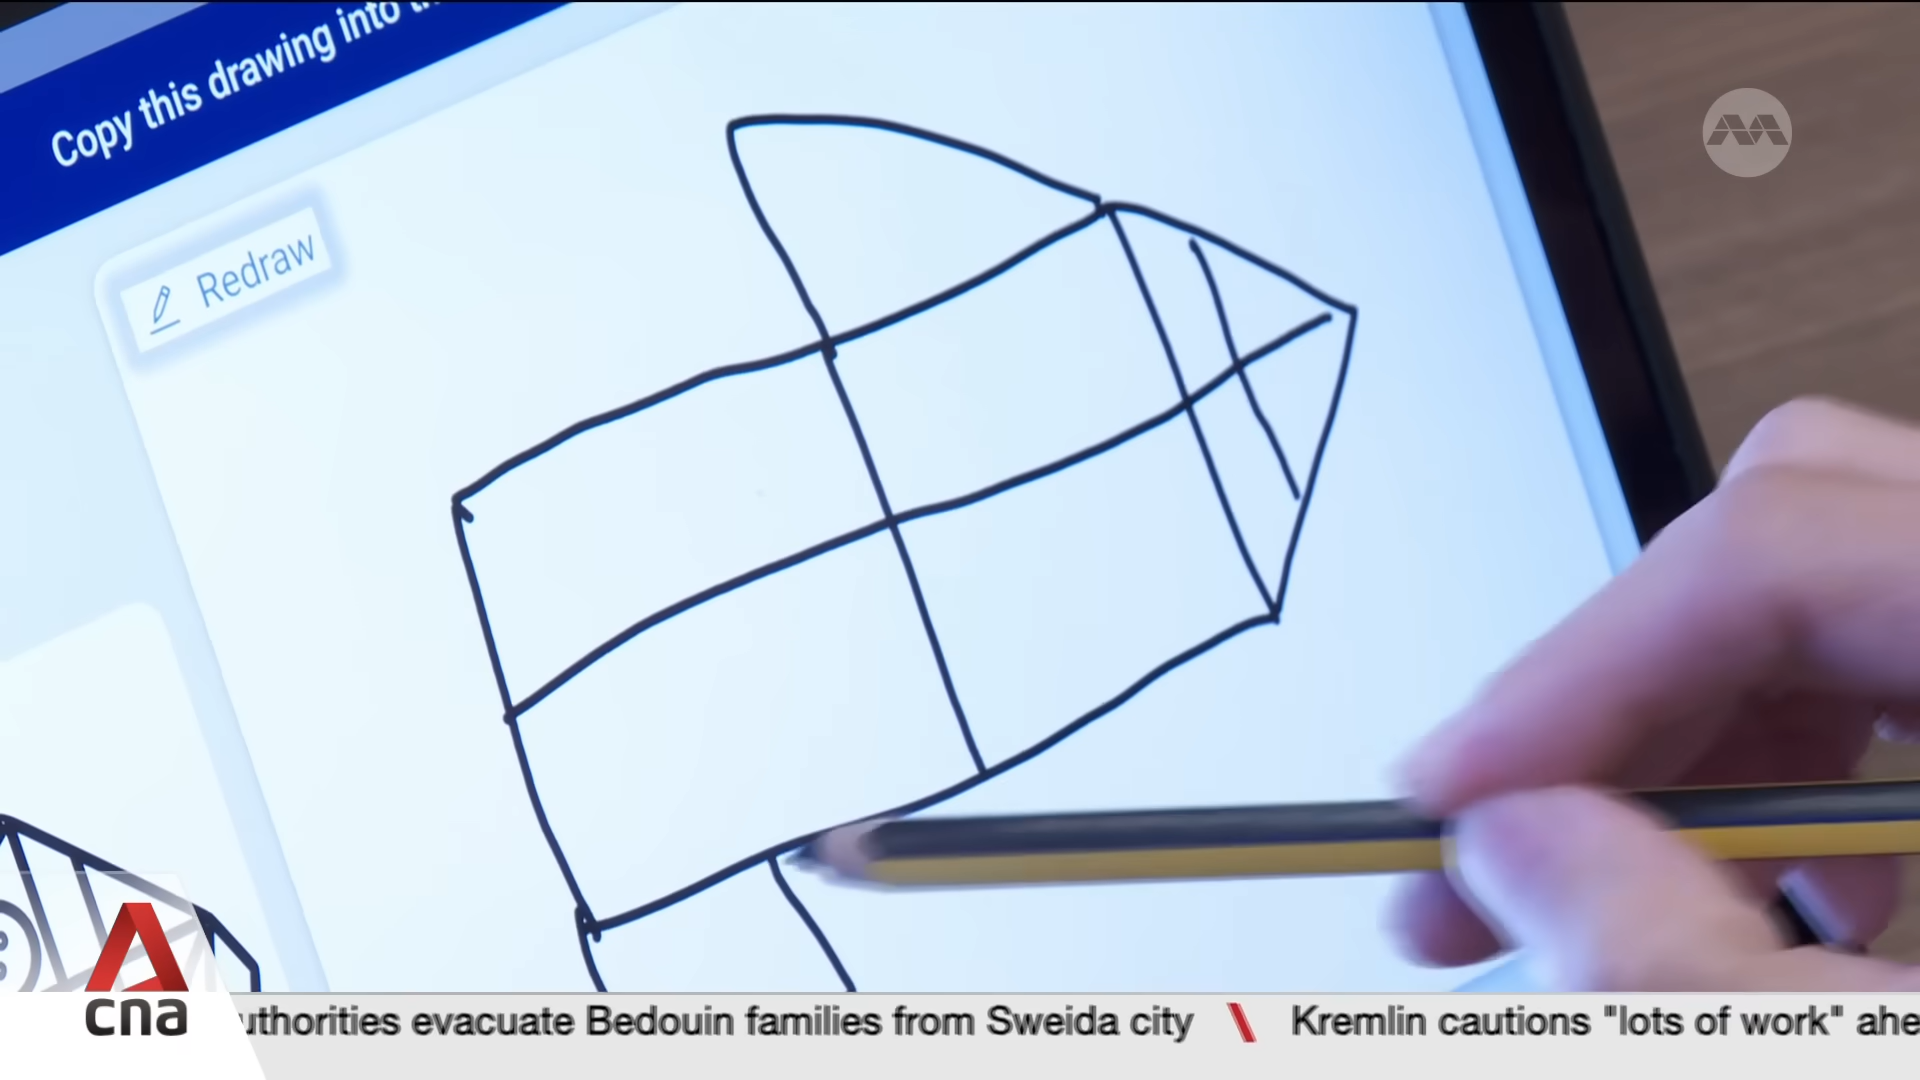 Copy this drawing into
Redraw
cna
uthorities evacuate Bedouin families from Sweida city
Kremlin cautions "lots of work" ahe